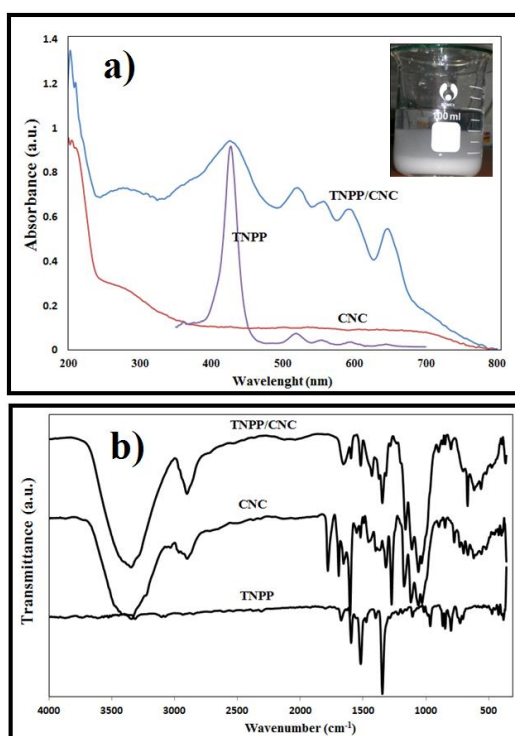 a)
1.4
1.2
1
0.8
0.6
0.4
0.2
0
Absorbance (a.u.)
100 ml
TNPP/CNC
TNPP
CNC
200 300 400 500 600 700 800
Wavelenght (nm)
b)
TNPP/CNC
CNC
TNPP
Transmittance (a.u.)
4000 3500 3000 2500 2000 1500 1000 500
Wavenumber (cm-1)